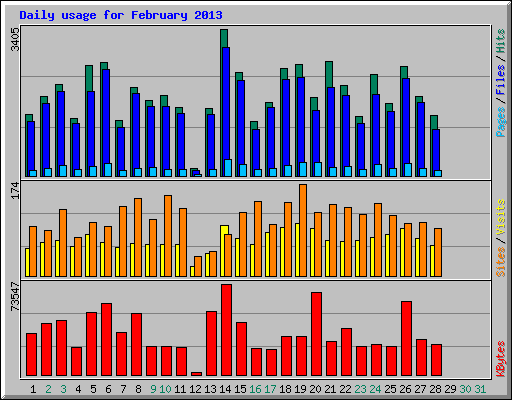 Daily usage for February 2013
3405
Pages / Files / Hits
174
Sites / Visits
73547
KBytes
1 2 3 4 5 6 7 8 9 10 11 12 13 14 15 16 17 18 19 20 21 22 23 24 25 26 27 28 29 30 31